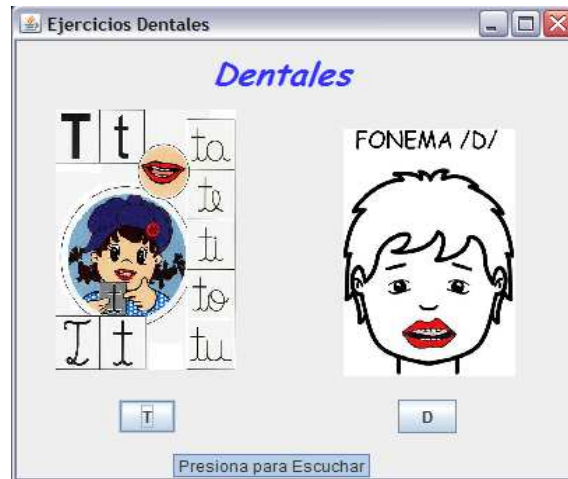 Ejercicios Dentales
Dentales
T t
ta
te
ti
to
tu
t
T t
FONEMA /D/
T
D
Presiona para Escuchar